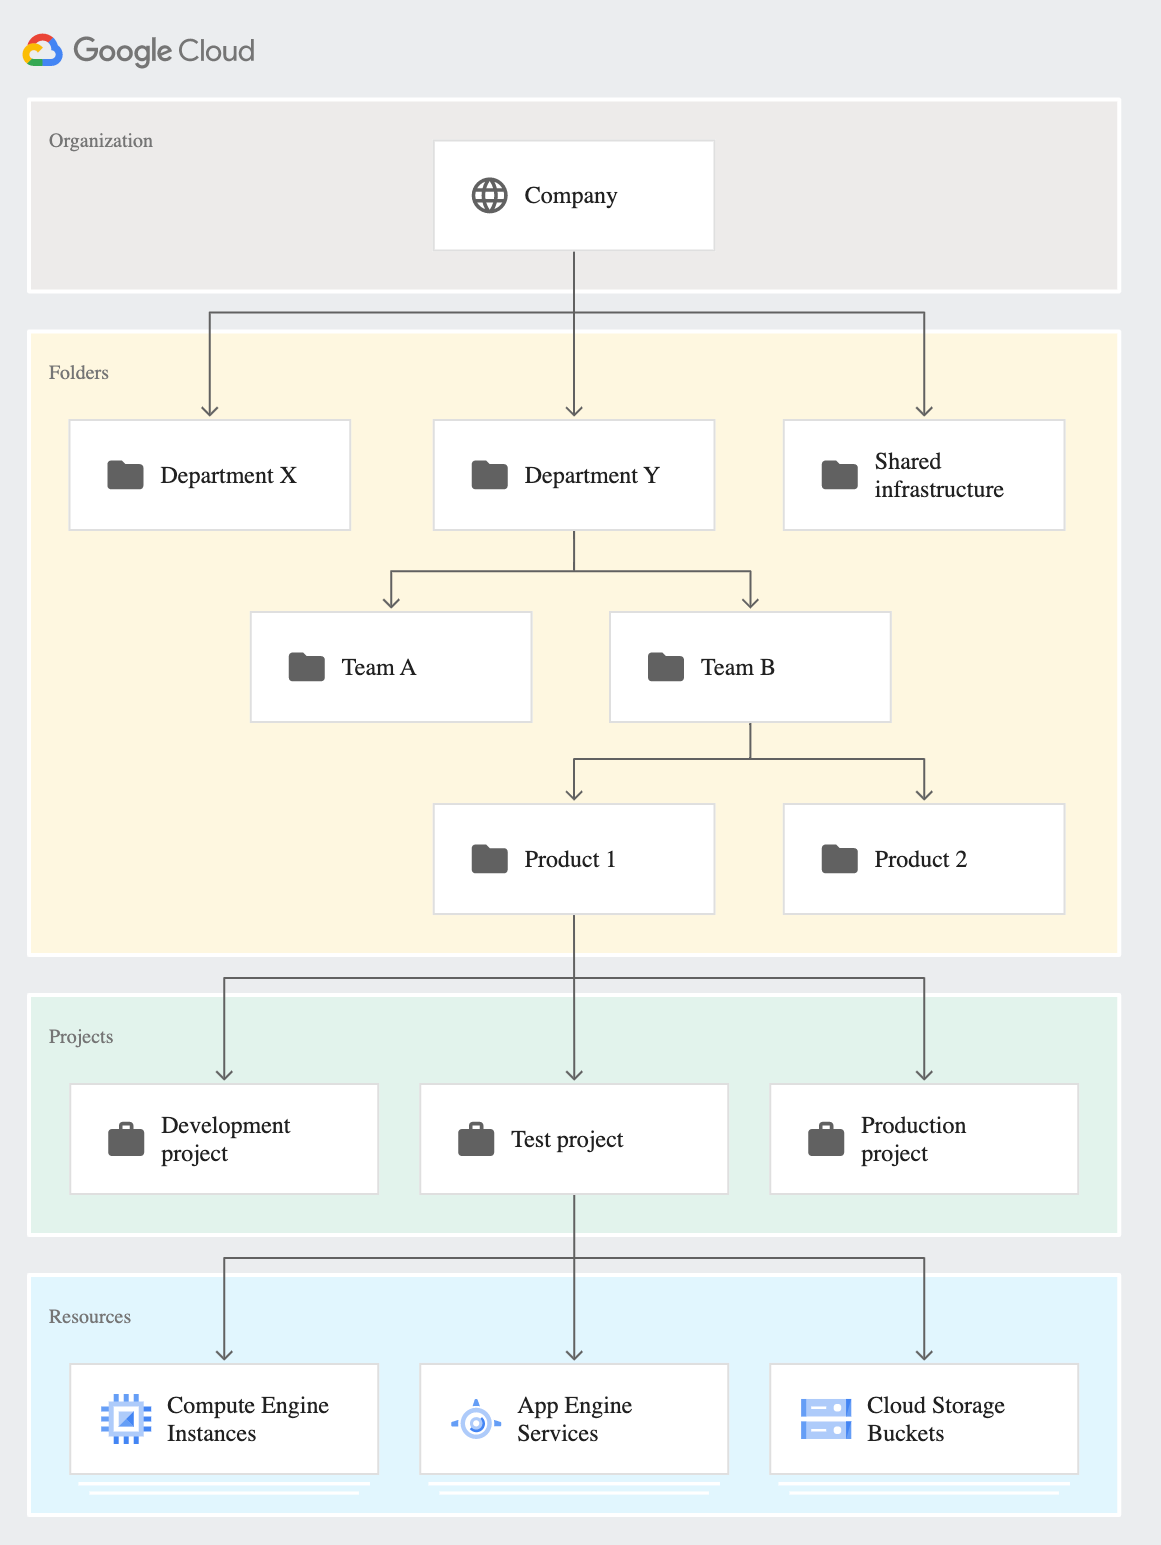 Google Cloud
Organization
Company
Folders
Department X
Department Y
Shared
infrastructure
Team A
Team B
Product 1
Product 2
Projects
Development
project
Test project
Production
project
Resources
Compute Engine
Instances
App Engine
Services
Cloud Storage
Buckets